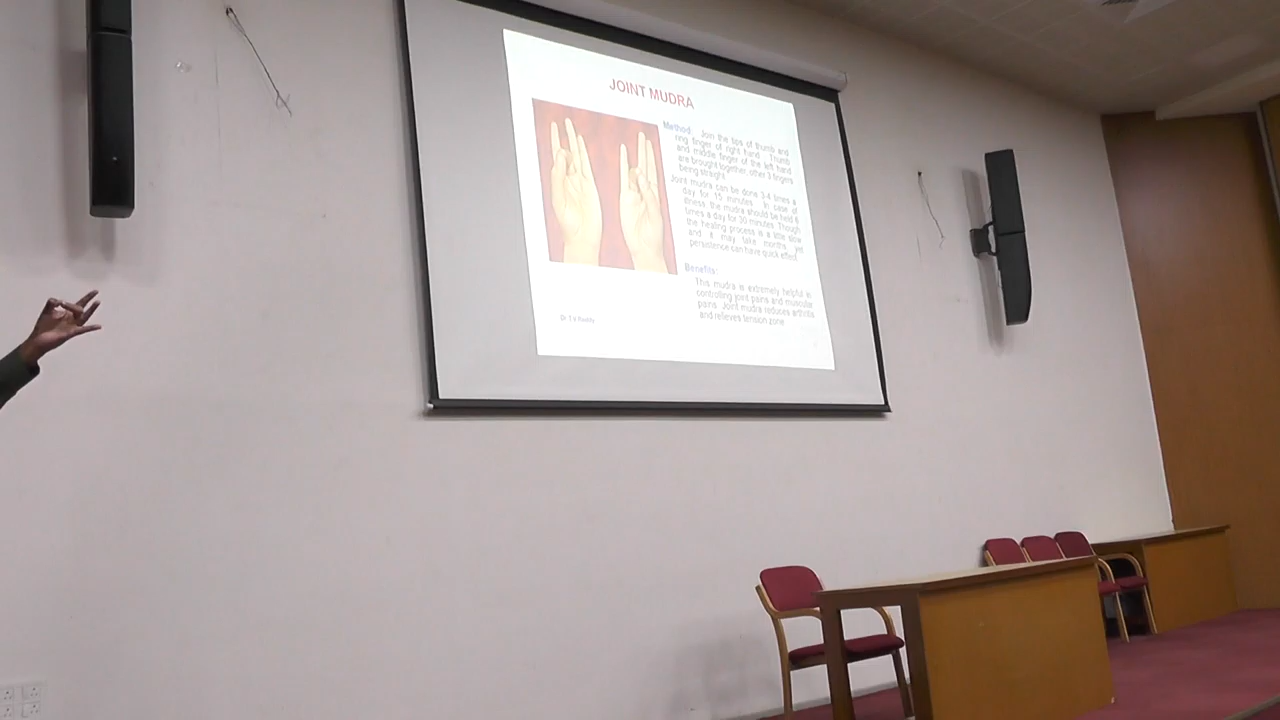 JOINT MUDRA
Method: Join the tips of thumb and
ring finger of right hand. Thumb
and middle finger of the left hand
are brought together, other 3 fingers
being straight.
Joint mudra can be done 3-4 times a
day for 15 minutes. In case of
illness, the mudra should be held 6
times a day for 30 minutes. Though
the healing process is a little slow
and it may take months, yet
persistence can have quick effect.
Benefits:
This mudra is extremely helpful in
controlling joint pains and muscular
pains. Joint mudra reduces arthritis
and relieves tension zone
Dr.
Reddy